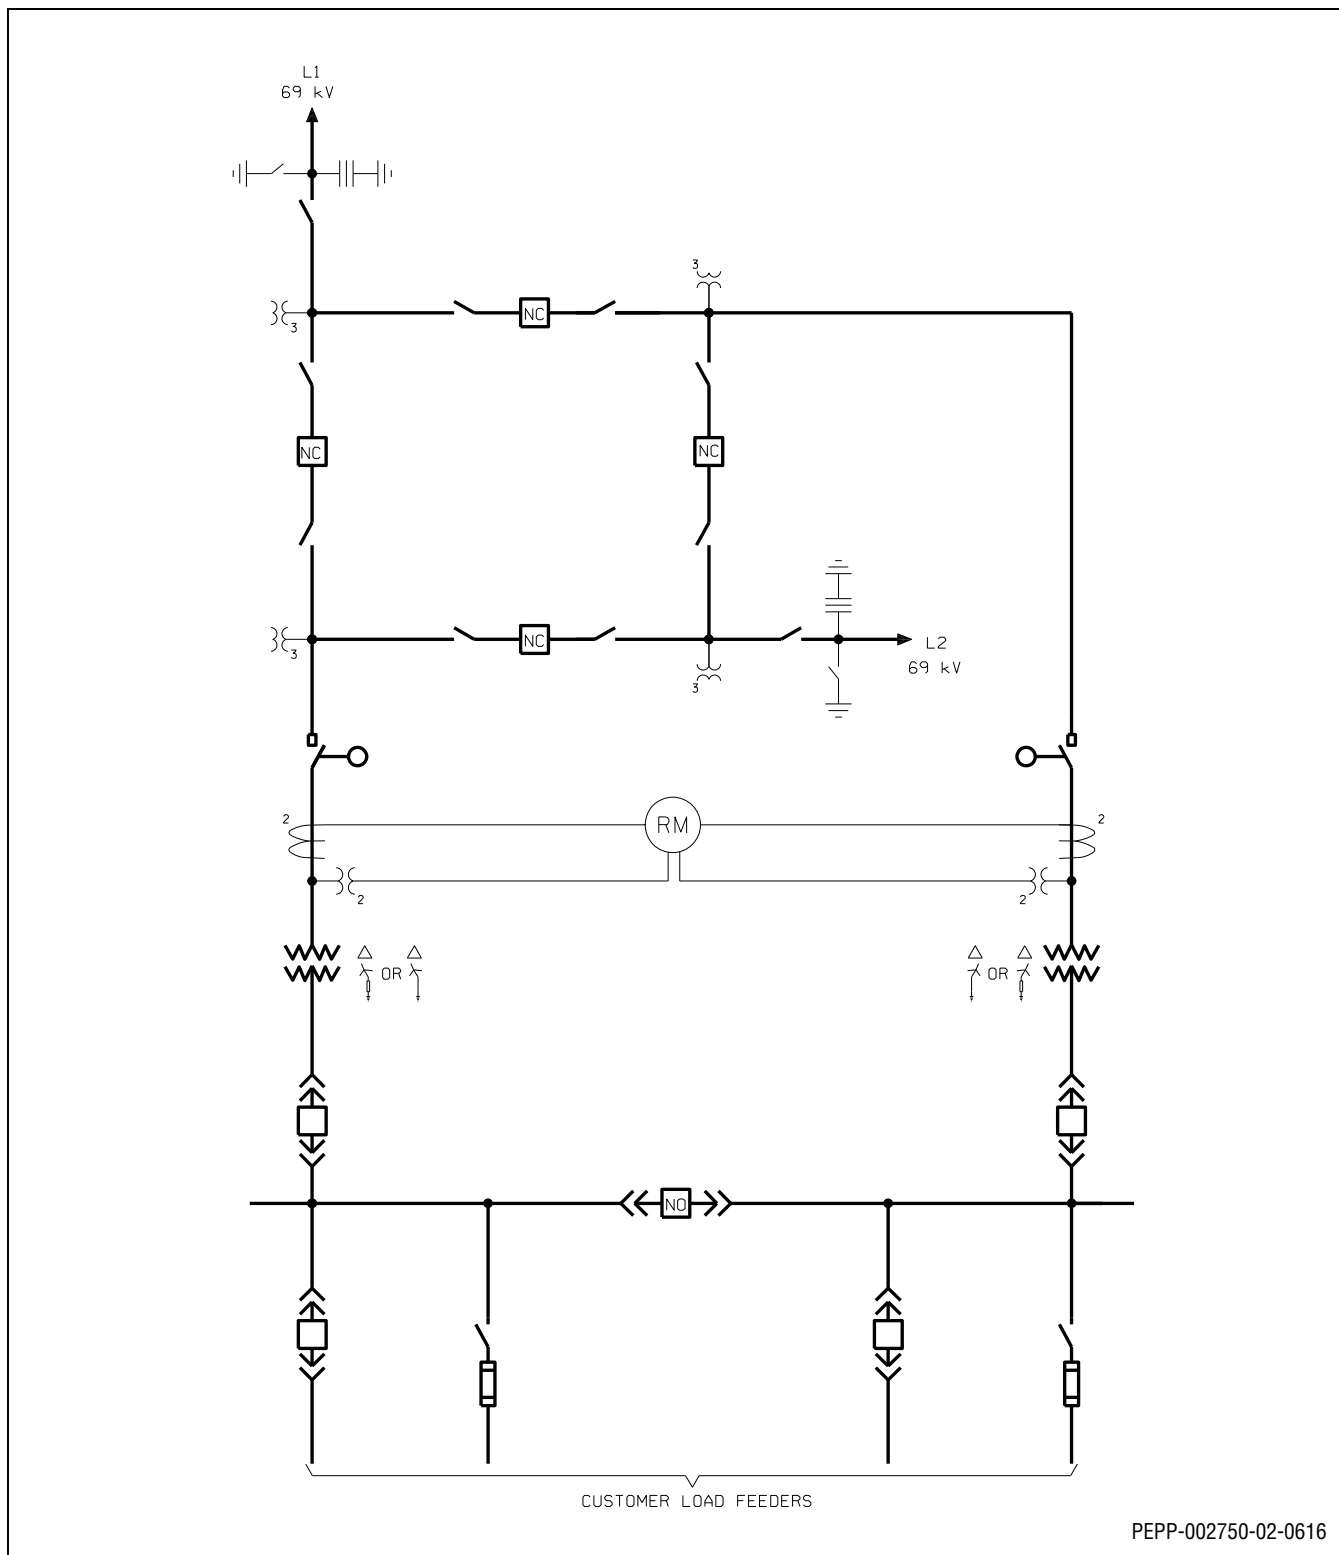 L1
69 kV
3
3
NC
NC
NC
3
NC
3
L2
69 kV
2
RM
2
2
2
OR
OR
NO
CUSTOMER LOAD FEEDERS
PEPP-002750-02-0616